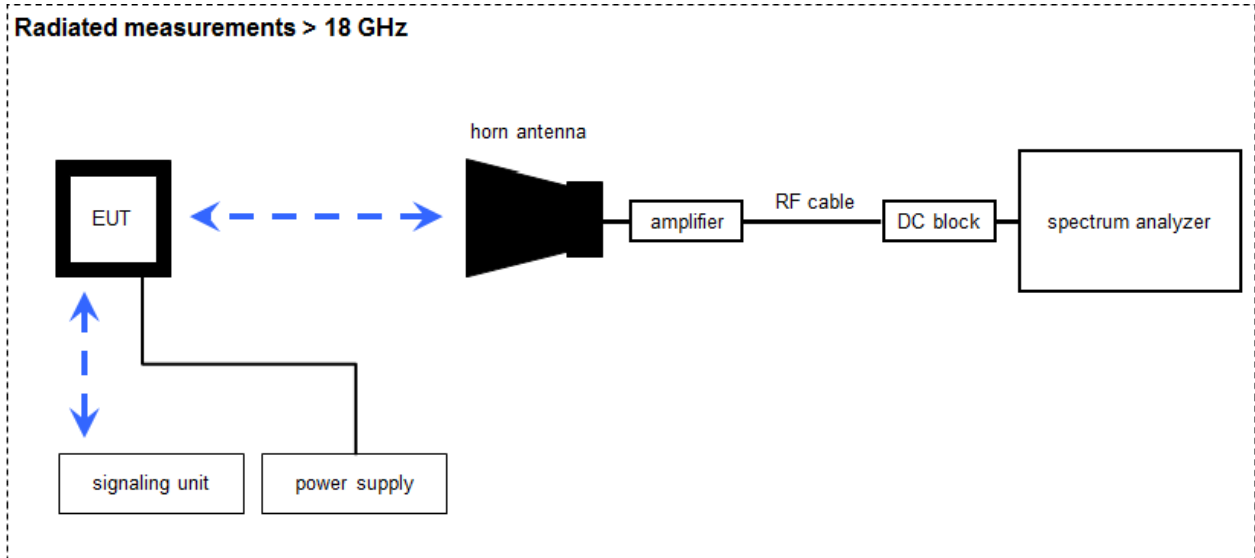 Radiated measurements > 18 GHz
horn antenna
EUT
amplifier
RF cable
DC block
spectrum analyzer
signaling unit
power supply